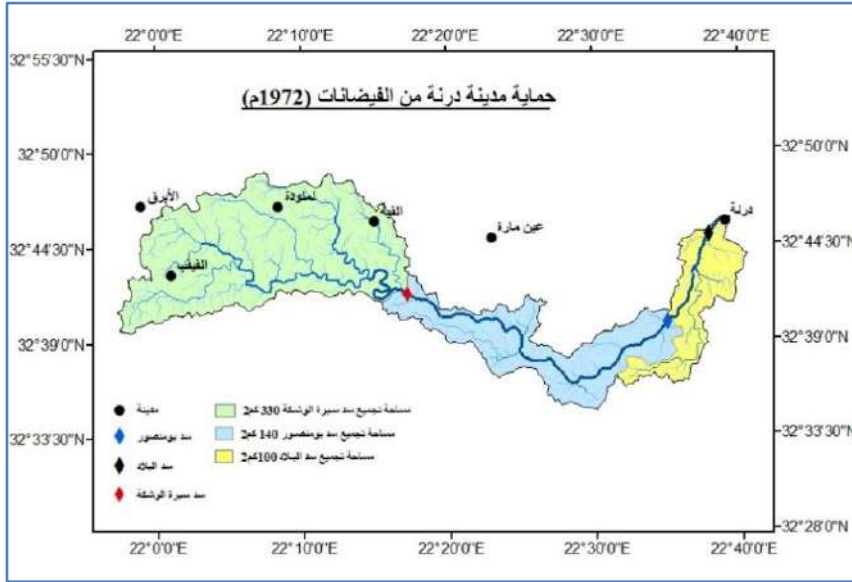 22°0'0"E 22°10'0"E 22°20'0"E 22°30'0"E 22°40'0"E
حماية مدينة درنة من الفيضانات (1972م)
32°55'30"N
32°50'0"N
32°44'30"N
32°39'0"N
32°33'30"N
32°50'0"N
32°44'30"N
32°39'0"N
32°33'30"N
32°28'0"N
الأبرق
لملودة
القبة
عين مارة
درنة
القيقب
مدينة
سد بومنصور
سد البلاد
سد سيرة الوشكة
مساحة تجميع سد سيرة الوشكة 330 كم2
مساحة تجميع سد بومنصور 140 كم2
مساحة تجميع سد البلاد 100كم2
22°0'0"E 22°10'0"E 22°20'0"E 22°30'0"E 22°40'0"E